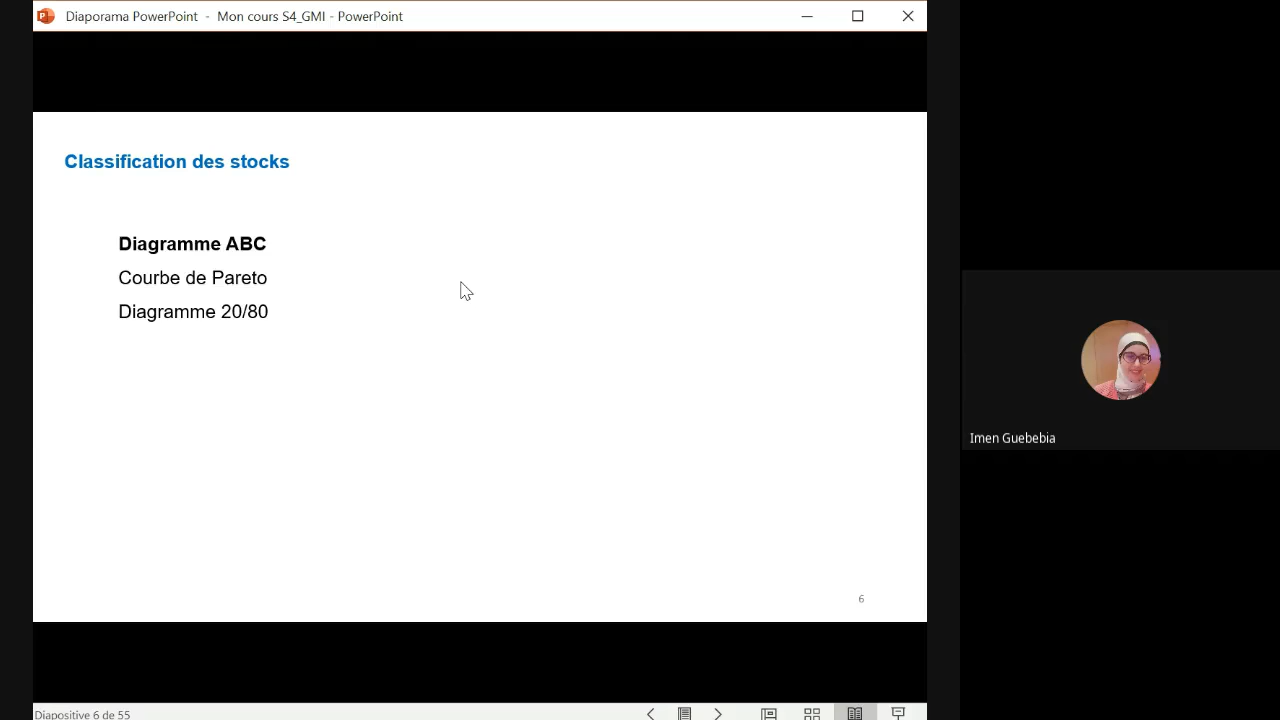 Diaporama PowerPoint - Mon cours S4_GMI - PowerPoint
Classification des stocks
Diagramme ABC
Courbe de Pareto
Diagramme 20/80
6
Imen Guebebia
Diapositive 6 de 55